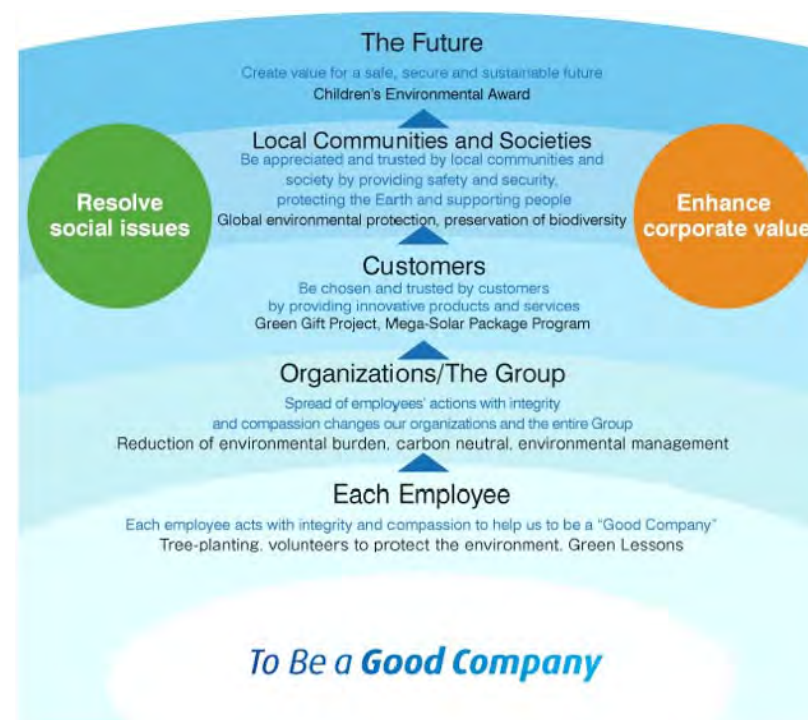 The Future
Create value for a safe, secure and sustainable future
Children's Environmental Award
Local Communities and Societies
Be appreciated and trusted by local communities and
society by providing safety and security,
protecting the Earth and supporting people
Global environmental protection, preservation of biodiversity
Resolve
social issues
Enhance
corporate value
Customers
Be chosen and trusted by customers
by providing innovative products and services
Green Gift Project, Mega-Solar Package Program
Organizations/The Group
Spread of employees' actions with integrity
and compassion changes our organizations and the entire Group
Reduction of environmental burden, carbon neutral, environmental management
Each Employee
Each employee acts with integrity and compassion to help us to be a “Good Company”
Tree-planting, volunteers to protect the environment, Green Lessons
To Be a Good Company